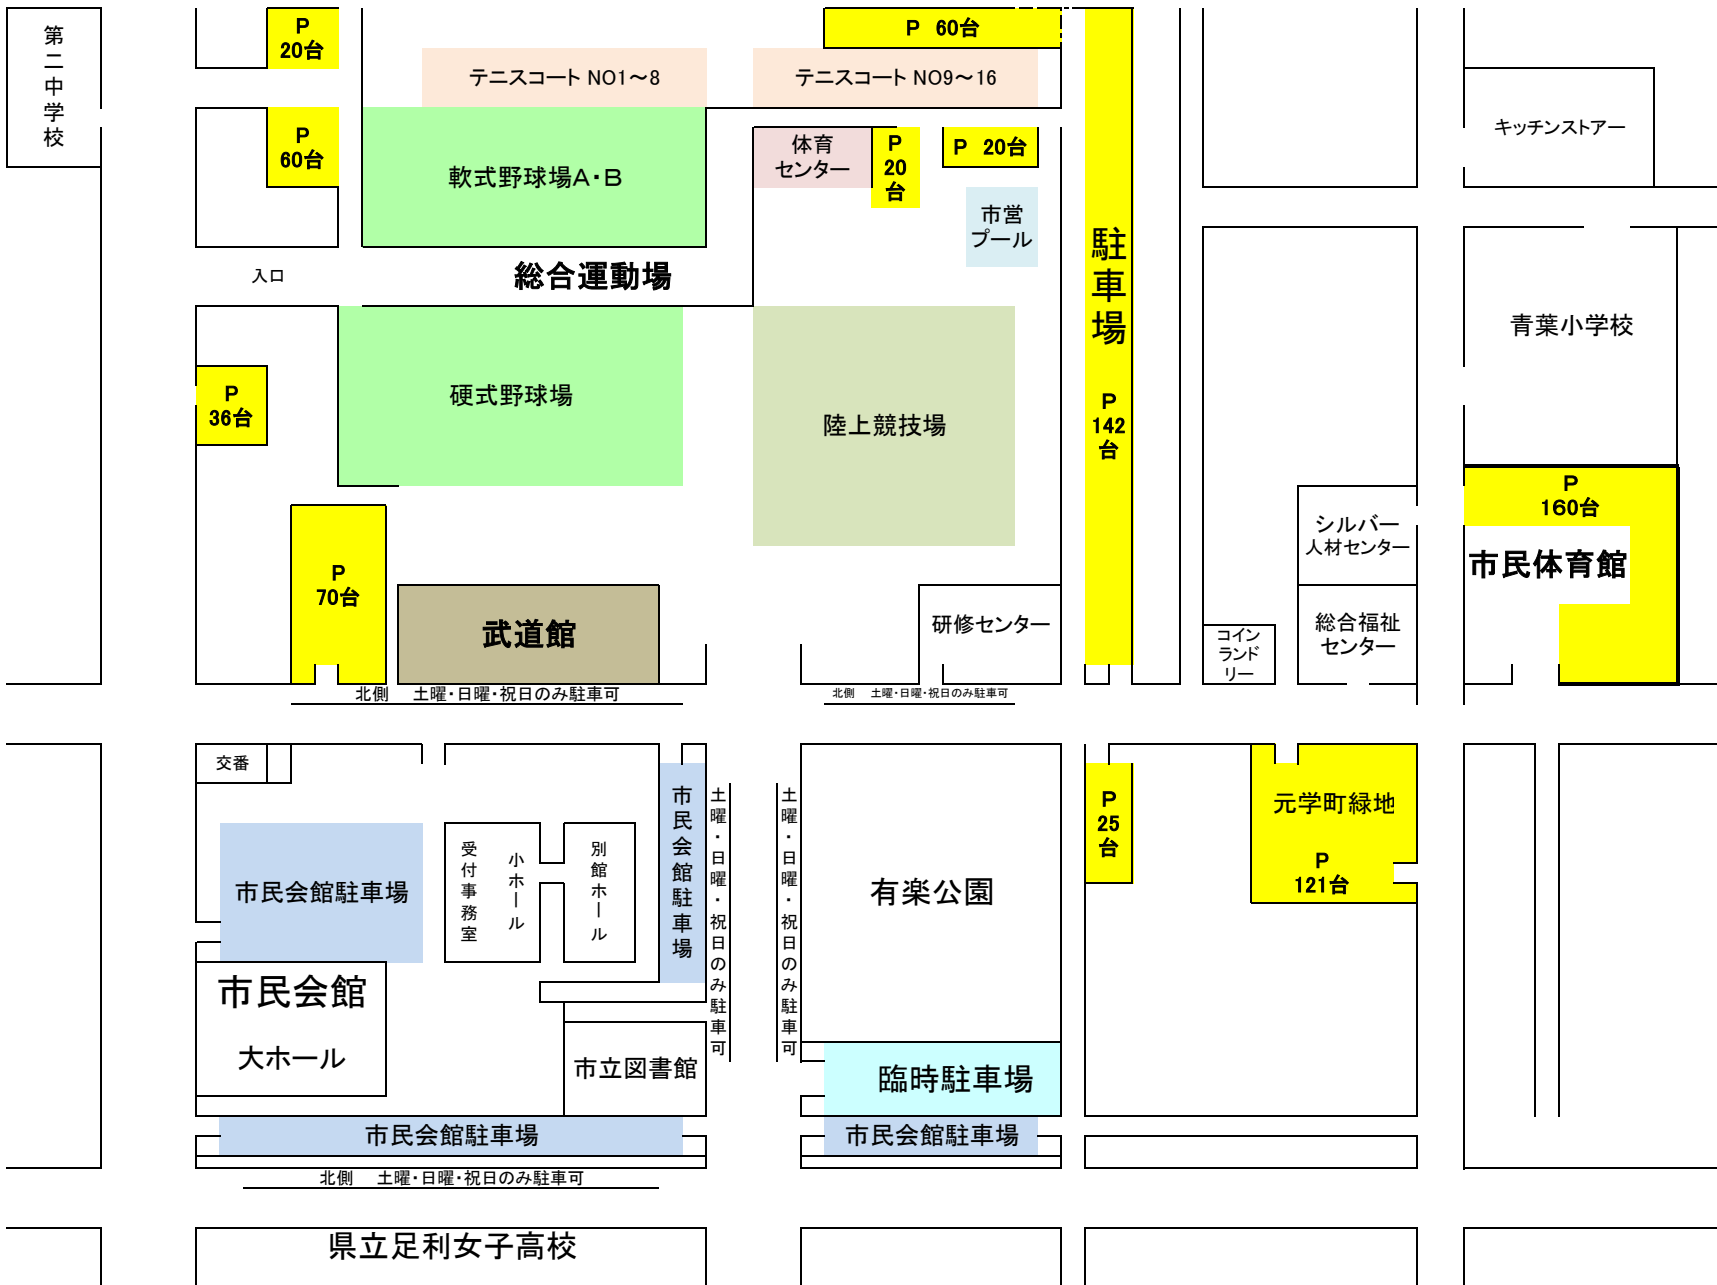 第二中学校
P
20台
P 60台
テニスコート NO1～8
テニスコート NO9～16
キッチンストアー
P
60台
軟式野球場A・B
体育
センター
P
20
台
P 20台
市営
プール
入口
総合運動場
駐車場
P
142
台
青葉小学校
P
36台
硬式野球場
陸上競技場
シルバー
人材センター
P
160台
市民体育館
P
70台
武道館
研修センター
コイン
ランド
リー
総合福祉
センター
北側 土曜・日曜・祝日のみ駐車可
北側 土曜・日曜・祝日のみ駐車可
交番
市民会館駐車場
受付事務室
小ホール
別館ホール
市民会館駐車場
土曜・日曜・祝日のみ駐車可
土曜・日曜・祝日のみ駐車可
有楽公園
P
25
台
元学町緑地
P
121台
市民会館
大ホール
市立図書館
臨時駐車場
市民会館駐車場
市民会館駐車場
北側 土曜・日曜・祝日のみ駐車可
県立足利女子高校